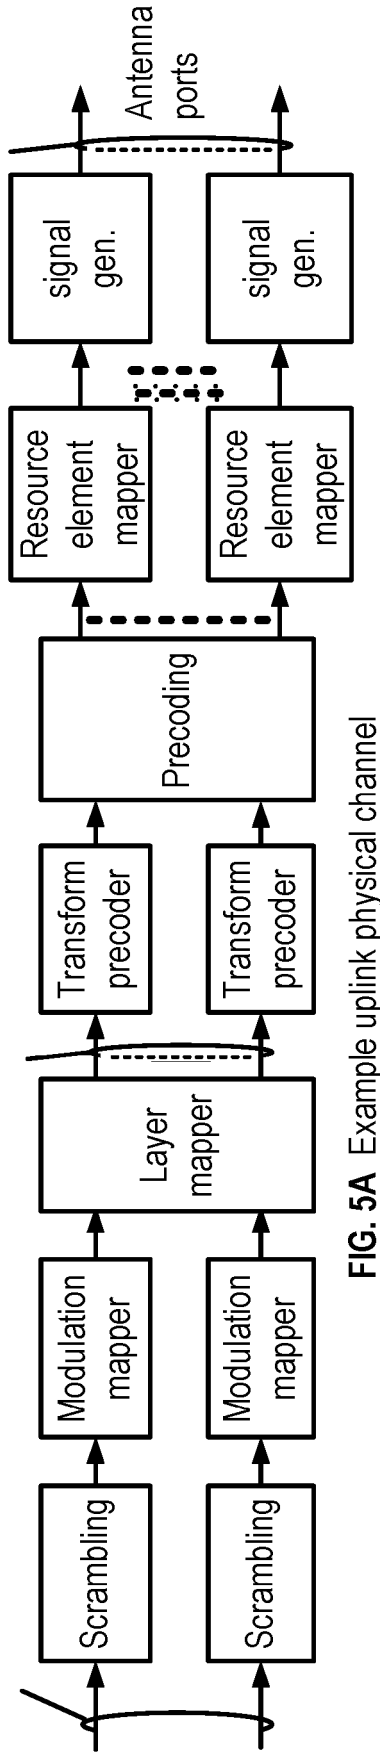 Scrambling
Scrambling
Modulation
mapper
Modulation
mapper
Layer
mapper
Transform
precoder
Transform
precoder
Precoding
Resource
element
mapper
Resource
element
mapper
signal
gen.
signal
gen.
Antenna
ports
FIG. 5A Example uplink physical channel